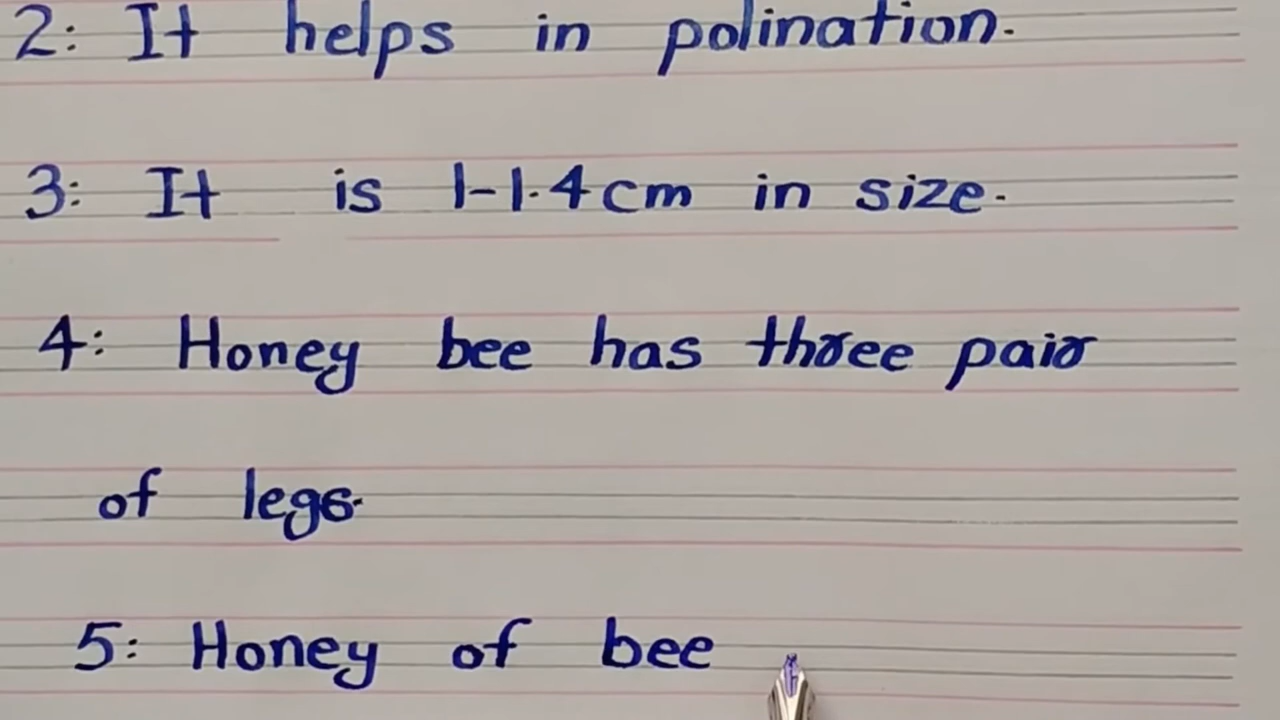 2: It helps in polination.
3: It is 1-1.4cm in size.
4: Honey bee has three pair
of legs.
5: Honey of bee